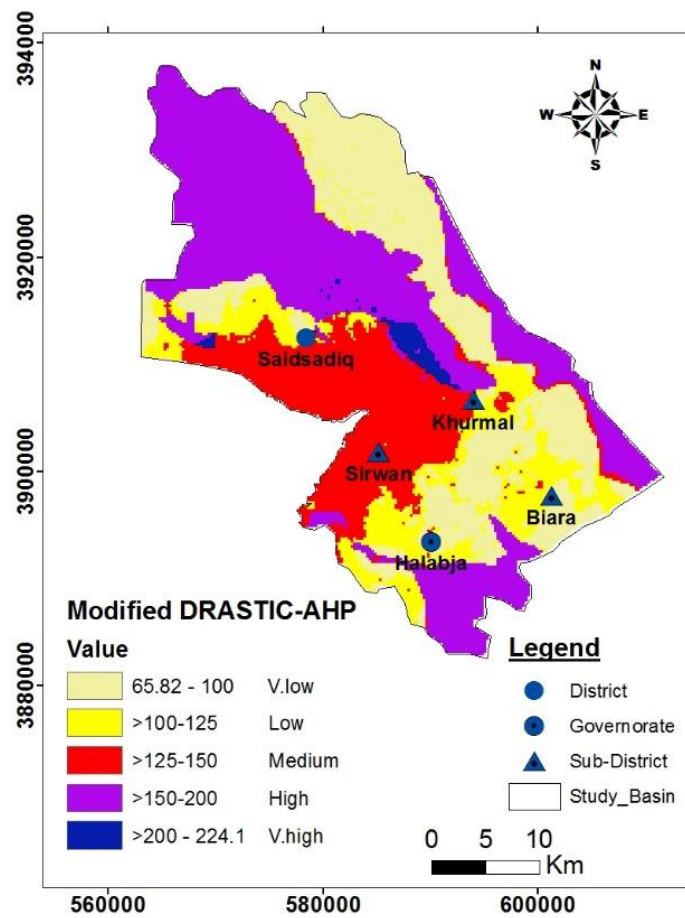 N
W E
S
3940000
3920000
3900000
3880000
Saidsadiq
Khurmal
Sirwan
Biara
Halabja
Modified DRASTIC-AHP
Value
65.82 - 100 V.low
>100-125 Low
>125-150 Medium
>150-200 High
>200 - 224.1 V.high
Legend
District
Governorate
Sub-District
Study_Basin
0 5 10
Km
560000 580000 600000